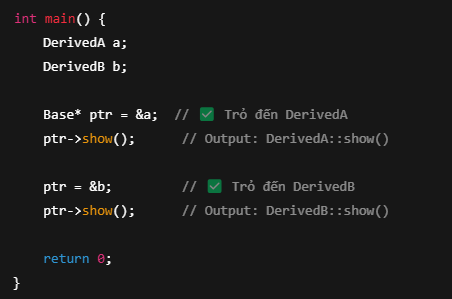 int main() {
    DerivedA a;
    DerivedB b;

    Base* ptr = &a;  // ✅ Trỏ đến DerivedA
    ptr->show();      // Output: DerivedA::show()

    ptr = &b;         // ✅ Trỏ đến DerivedB
    ptr->show();      // Output: DerivedB::show()

    return 0;
}